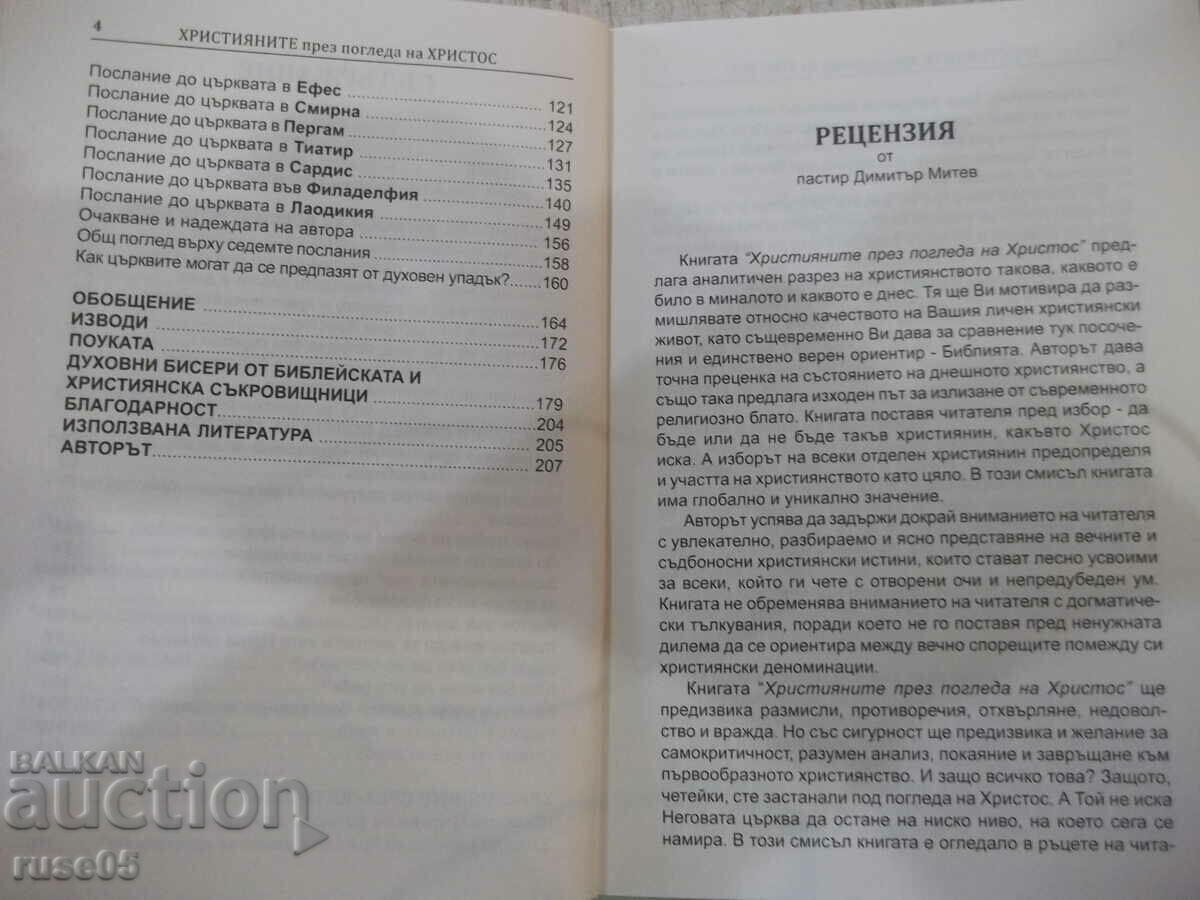 4 ХРИСТИЯНИТЕ през погледа на ХРИСТОС
Послание до църквата в Ефес 121
Послание до църквата в Смирна 124
Послание до църквата в Пергам 127
Послание до църквата в Тиатир 131
Послание до църквата в Сардис 135
Послание до църквата във Филаделфия 140
Послание до църквата в Лаодикия 149
Очакване и надеждата на автора 156
Общ поглед върху седемте послания 158
Как църквите могат да се предпазят от духовен упадък? 160
ОБОБЩЕНИЕ 164
ИЗВОДИ 172
ПОУКАТА 176
ДУХОВНИ БИСЕРИ ОТ БИБЛЕЙСКАТА И
ХРИСТИЯНСКА СЪКРОВИЩНИЦИ 179
БЛАГОДАРНОСТ 204
ИЗПОЛЗВАНА ЛИТЕРАТУРА 205
АВТОРЪТ 207
РЕЦЕНЗИЯ
от
пастир Димитър Митев
Книгата “Християните през погледа на Христос” пред-
лага аналитичен разрез на християнството такова, каквото е
било в миналото и каквото е днес. Тя ще Ви мотивира да раз-
мишлявате относно качеството на Вашия личен християнски
живот, като същевременно Ви дава за сравнение тук посоче-
ния и единствено верен ориентир - Библията. Авторът дава
точна преценка на състоянието на днешното християнство, а
също така предлага изходен път за излизане от съвременното
религиозно блато. Книгата поставя читателя пред избор - да
бъде или да не бъде такъв християнин, какъвто Христос
иска. А изборът на всеки отделен християнин предопределя
и участта на християнството като цяло. В този смисъл книгата
има глобално и уникално значение.
Авторът успява да задържи докрай вниманието на читателя
с увлекателно, разбираемо и ясно представяне на вечните и
съдбоносни християнски истини, които стават лесно усвоими
за всеки, който ги чете с отворени очи и непредубеден ум.
Книгата не обременява вниманието на читателя с догматиче-
ски тълкувания, поради което не го поставя пред ненужната
дилема да се ориентира между вечно спорещите помежду си
християнски деноминации.
Книгата “Християните през погледа на Христос” ще
предизвика размисли, противоречия, отхвърляне, недовол-
ство и вражда. Но със сигурност ще предизвика и желание за
самокритичност, разумен анализ, покаяние и завръщане към
първообразното християнство. И защо всичко това? Защото,
четейки, сте застанали под погледа на Христос. А Той не иска
Неговата църква да остане на ниско ниво, на което сега се
намира. В този смисъл книгата е огледало в ръцете на чита-
BALKAN
auction
ruse05